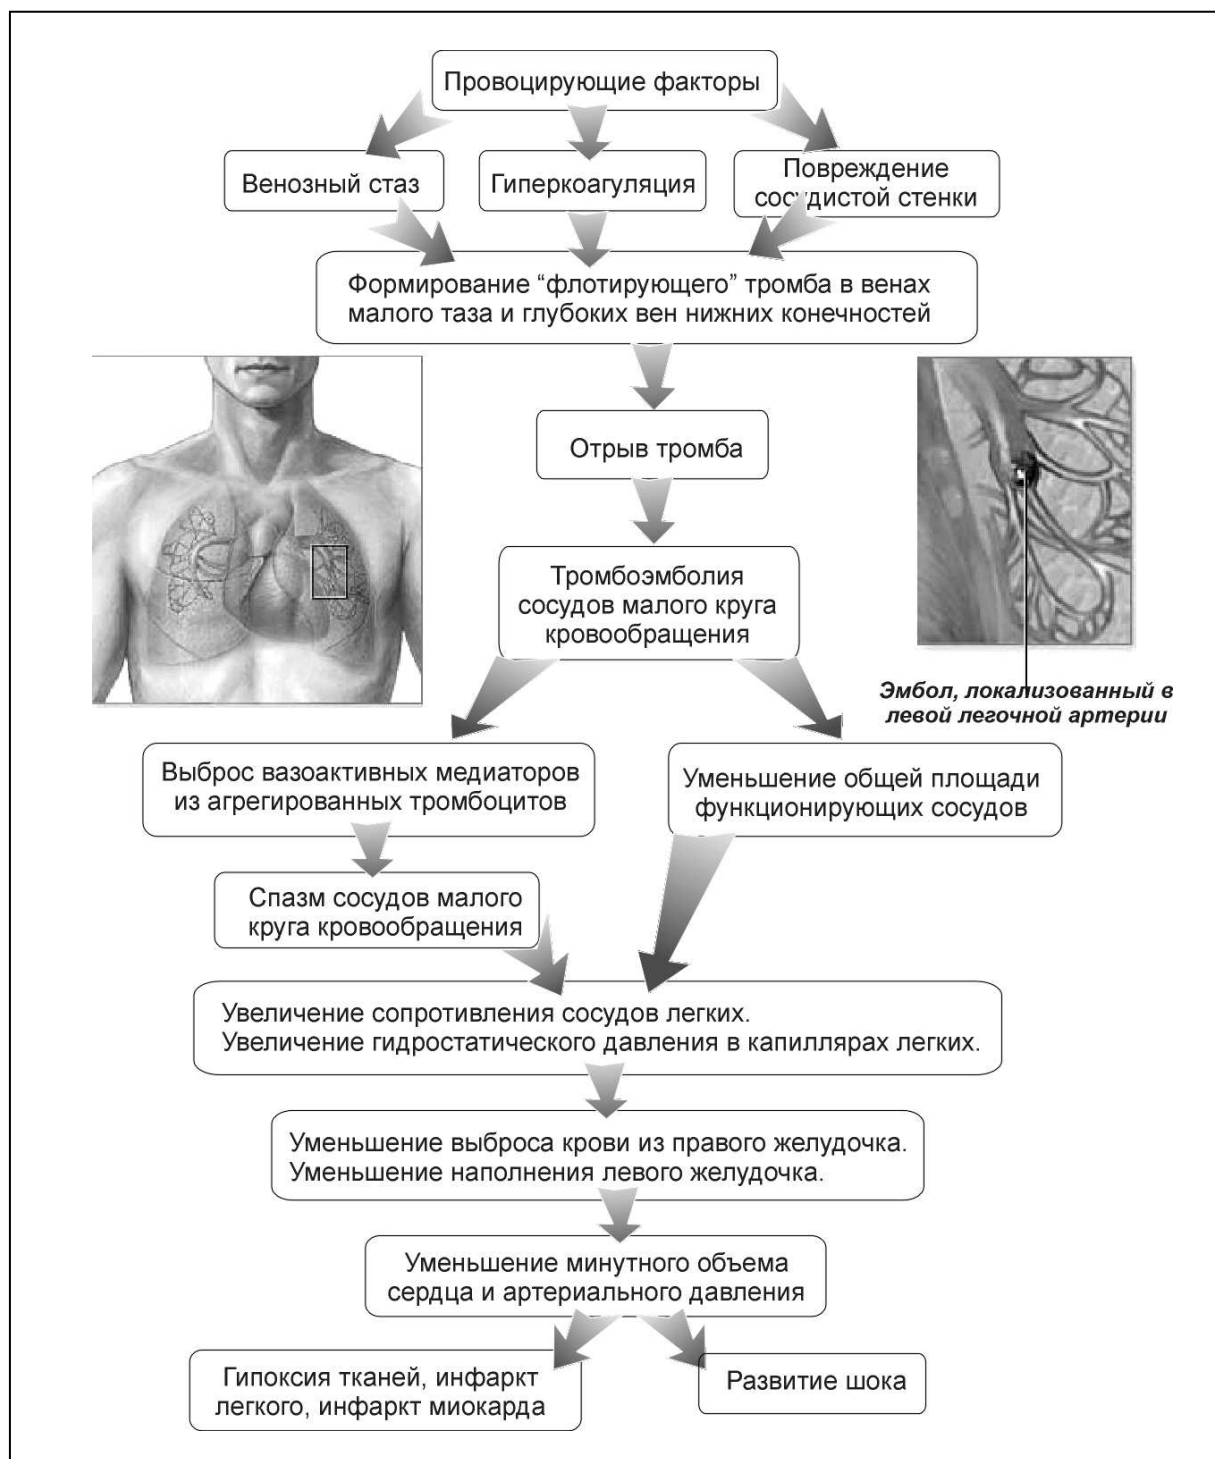 Провоцирующие факторы
Венозный стаз
Гиперкоагуляция
Повреждение
сосудистой стенки
Формирование “флотирующего” тромба в венах
малого таза и глубоких вен нижних конечностей
Отрыв тромба
Тромбоэмболия
сосудов малого круга
кровообращения
Эмбол, локализованный в
левой легочной артерии
Выброс вазоактивных медиаторов
из агрегированных тромбоцитов
Уменьшение общей площади
функционирующих сосудов
Спазм сосудов малого
круга кровообращения
Увеличение сопротивления сосудов легких.
Увеличение гидростатического давления в капиллярах легких.
Уменьшение выброса крови из правого желудочка.
Уменьшение наполнения левого желудочка.
Уменьшение минутного объема
сердца и артериального давления
Гипоксия тканей, инфаркт
легкого, инфаркт миокарда
Развитие шока